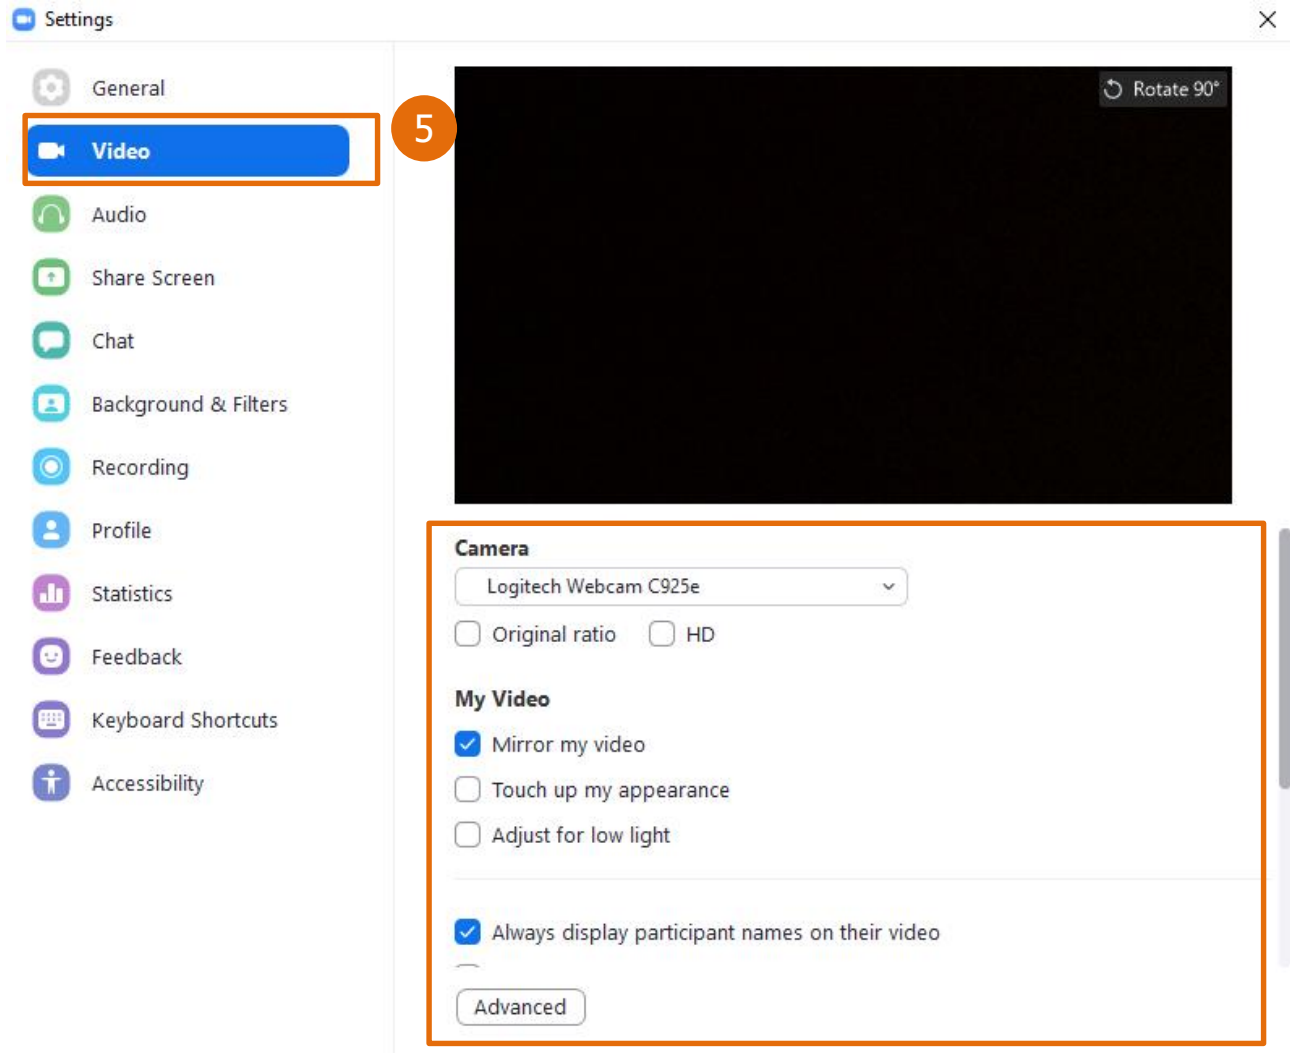 Settings
General
Video
5
Audio
Share Screen
Chat
Background & Filters
Recording
Profile
Statistics
Feedback
Keyboard Shortcuts
Accessibility
Rotate 90°
Camera
Logitech Webcam C925e
Original ratio HD
My Video
Mirror my video
Touch up my appearance
Adjust for low light
Always display participant names on their video
Advanced